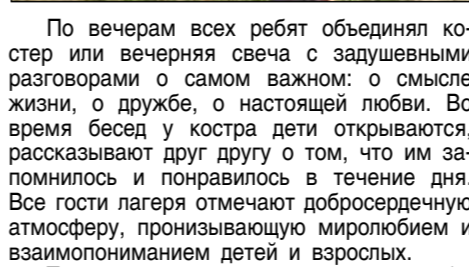 По вечерам всех ребят объединял ко-
стер или вечерняя свеча с задушевными
разговорами о самом важном: о смысле
жизни, о дружбе, о настоящей любви. Во
время бесед у костра дети открываются,
рассказывают друг другу о том, что им за-
помнилось и понравилось в течение дня.
Все гости лагеря отмечают добросердечную
атмосферу, пронизывающую миролюбием и
взаимопониманием детей и взрослых.